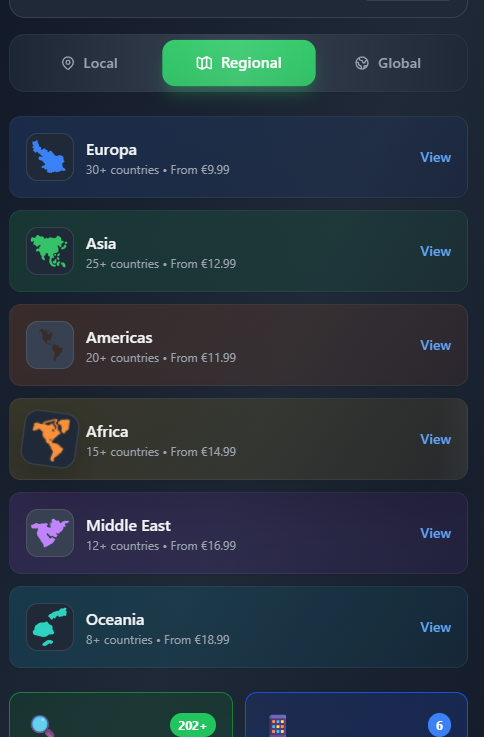 Local
Regional
Global
Europa
30+ countries • From €9.99
View
Asia
25+ countries • From €12.99
View
Americas
20+ countries • From €11.99
View
Africa
15+ countries • From €14.99
View
Middle East
12+ countries • From €16.99
View
Oceania
8+ countries • From €18.99
View
202+
6